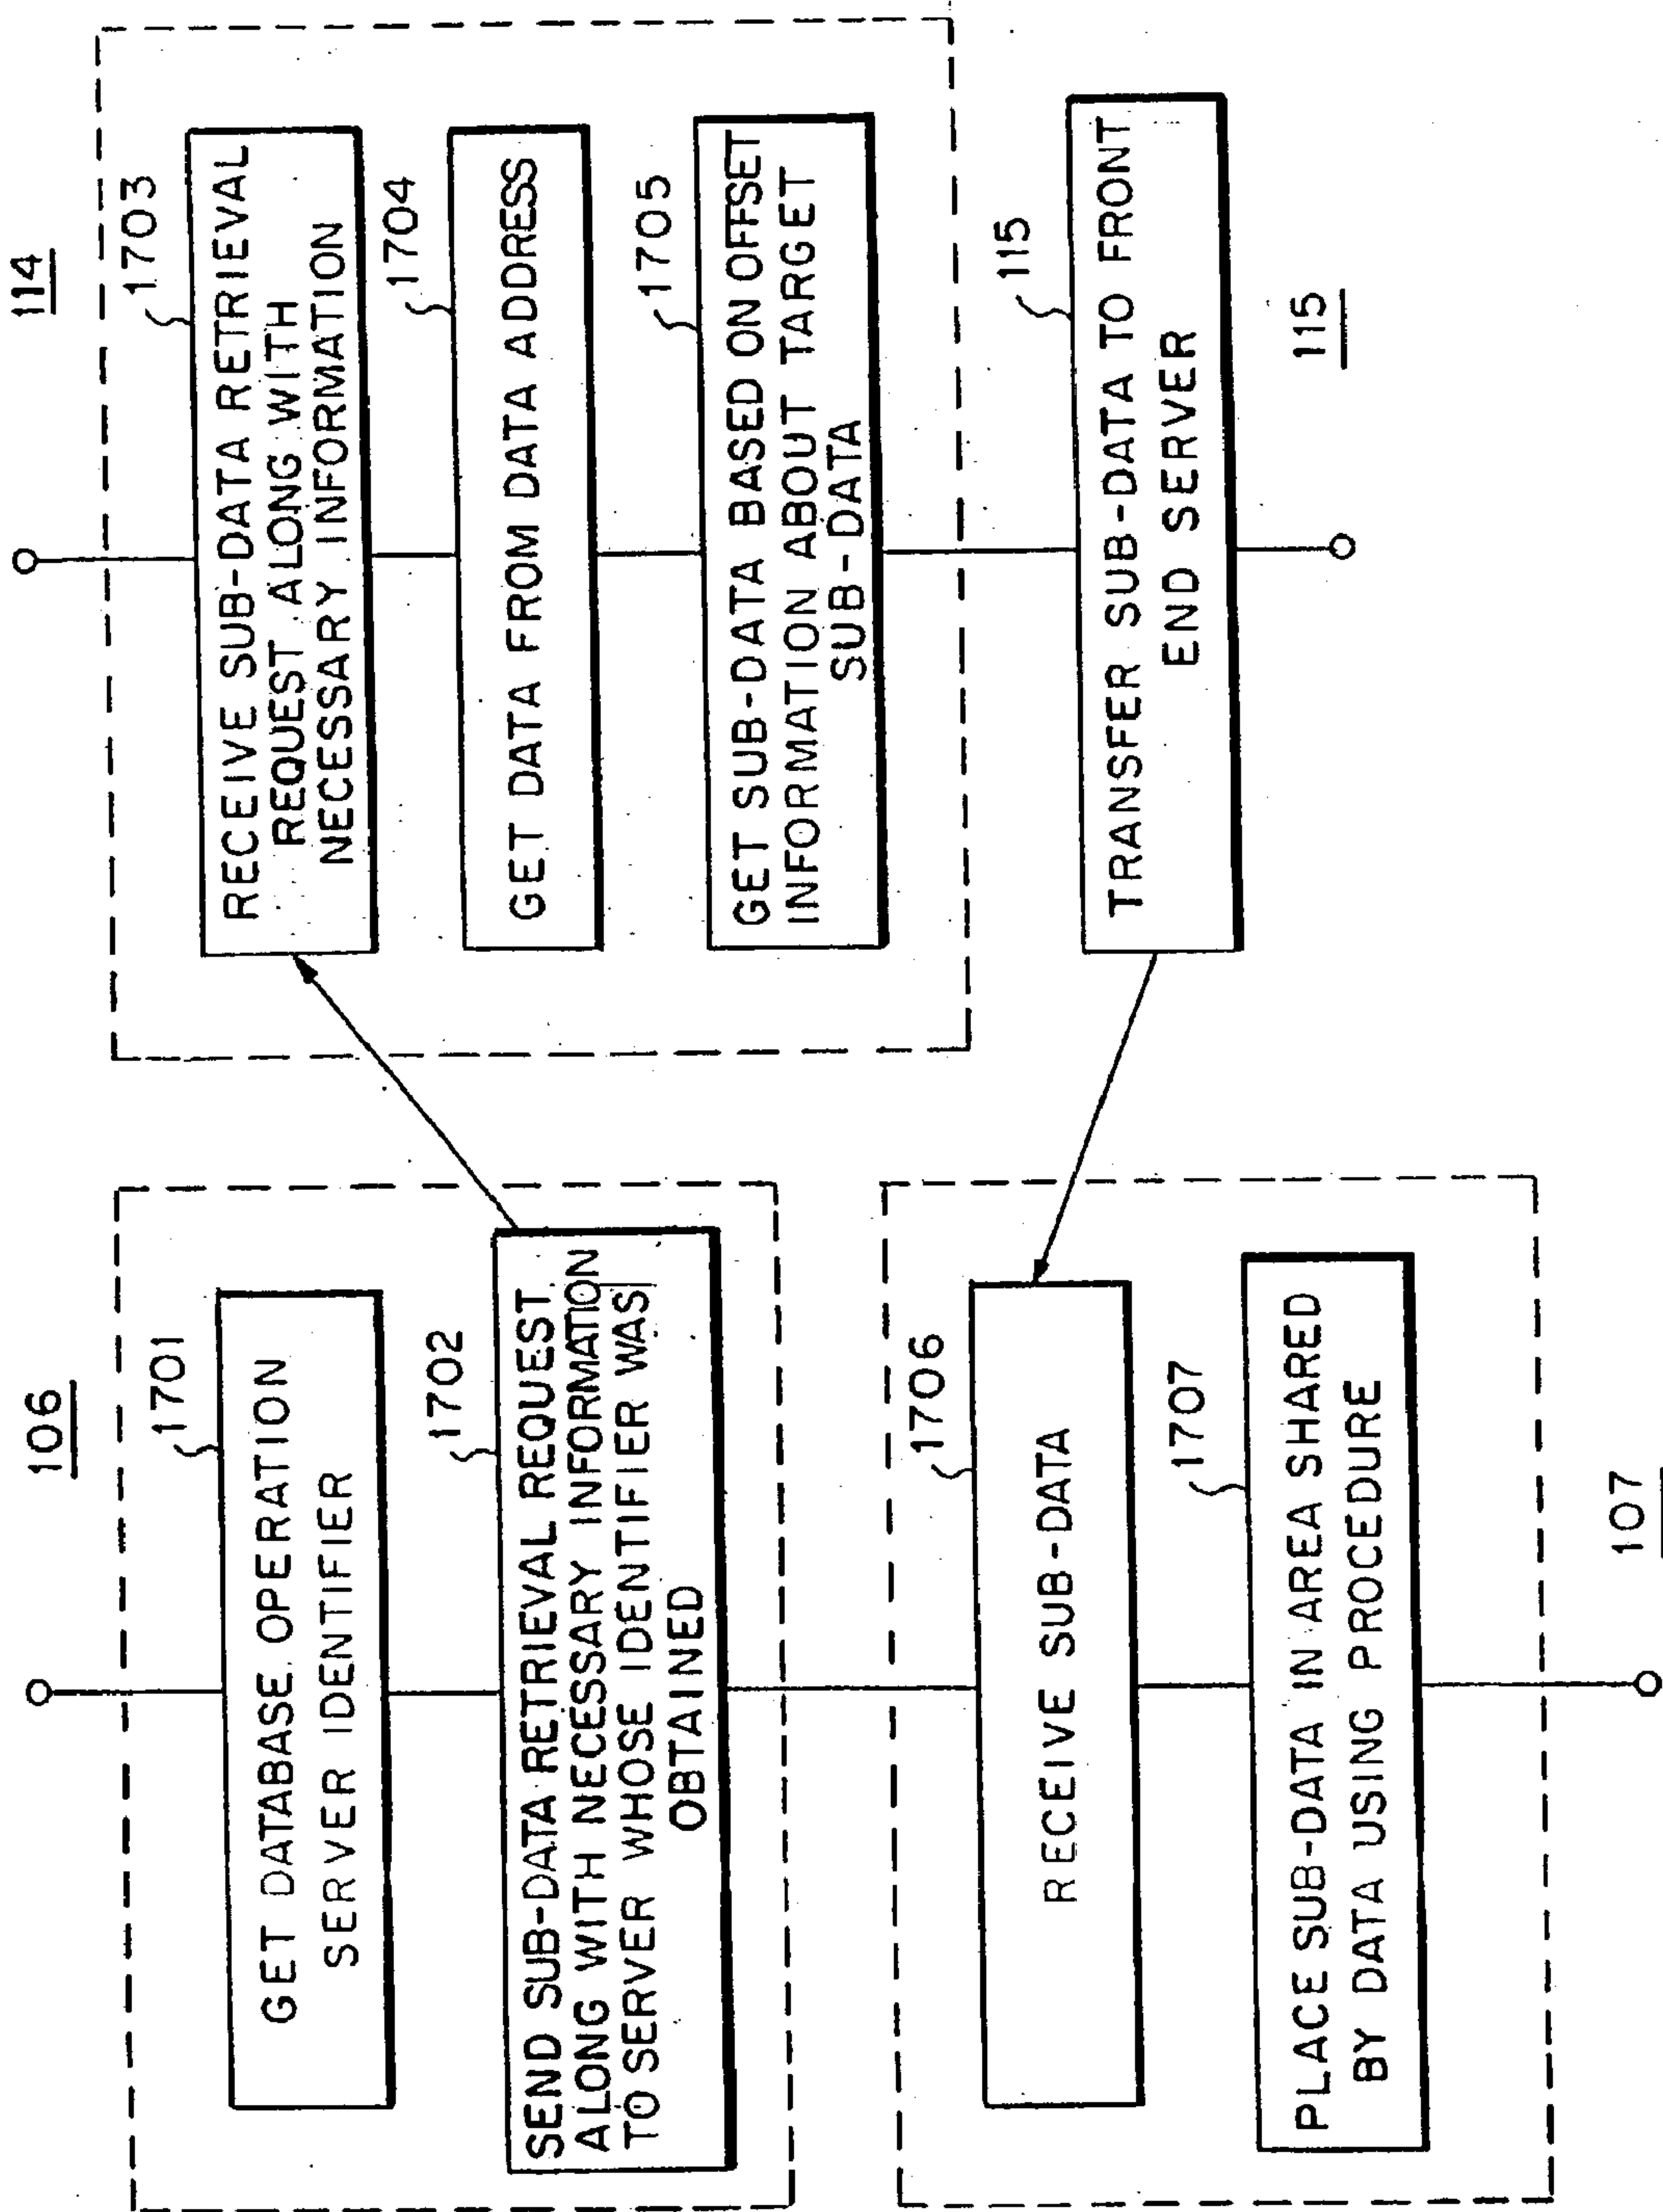 106
1701
GET DATABASE OPERATION
SERVER IDENTIFIER
1702
SEND SUB-DATA RETRIEVAL REQUEST
ALONG WITH NECESSARY INFORMATION
TO SERVER WHOSE IDENTIFIER WAS
OBTAINED
1706
RECEIVE SUB-DATA
1707
PLACE SUB-DATA IN AREA SHARED
BY DATA USING PROCEDURE
107
114
1703
RECEIVE SUB-DATA RETRIEVAL
REQUEST ALONG WITH
NECESSARY INFORMATION
1704
GET DATA FROM DATA ADDRESS
1705
GET SUB-DATA BASED ON OFFSET
INFORMATION ABOUT TARGET
SUB-DATA
115
TRANSFER SUB-DATA TO FRONT
END SERVER
115